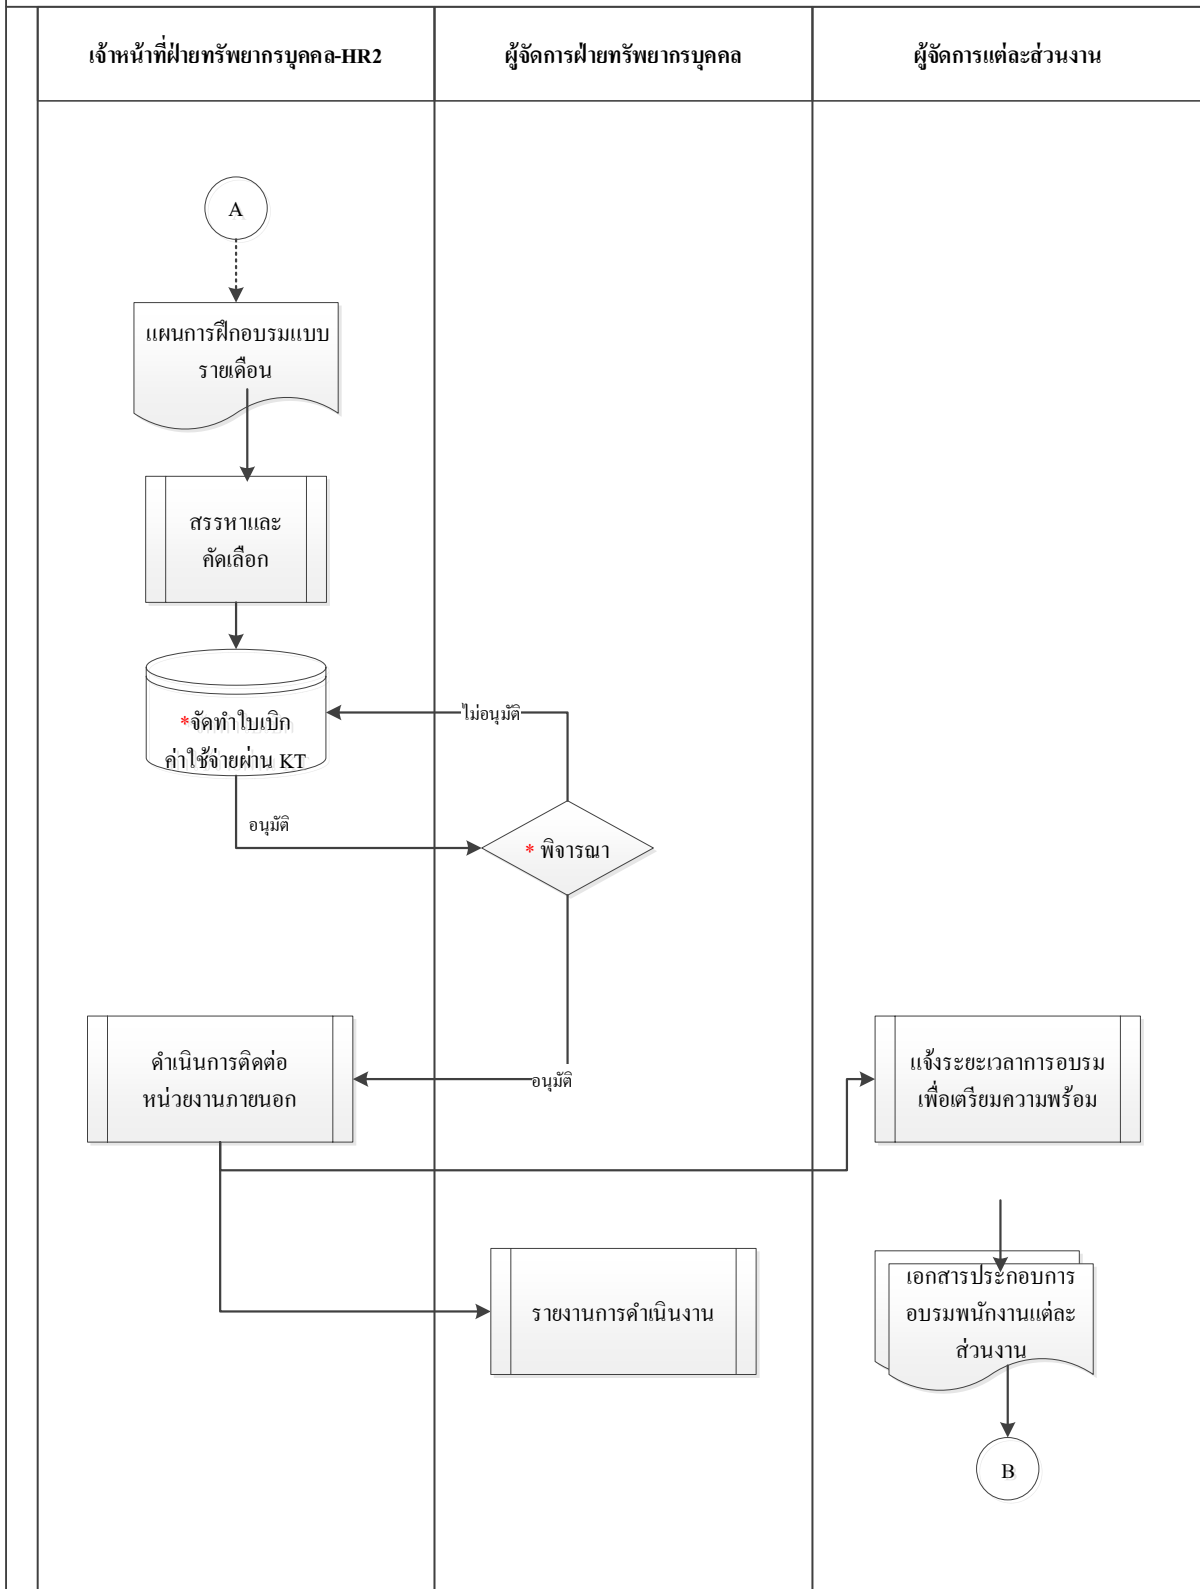 เจ้าหน้าที่ฝ่ายทรัพยากรบุคคล-HR2
ผู้จัดการฝ่ายทรัพยากรบุคคล
ผู้จัดการแต่ละส่วนงาน
A
แผนการฝึกอบรมแบบ
รายเดือน
สรรหาและ
คัดเลือก
*จัดทำใบเบิก
ค่าใช้จ่ายผ่าน KT
ไม่อนุมัติ
อนุมัติ
* พิจารณา
ดำเนินการติดต่อ
หน่วยงานภายนอก
อนุมัติ
แจ้งระยะเวลาการอบรม
เพื่อเตรียมความพร้อม
รายงานการดำเนินงาน
เอกสารประกอบการ
อบรมพนักงานแต่ละ
ส่วนงาน
B